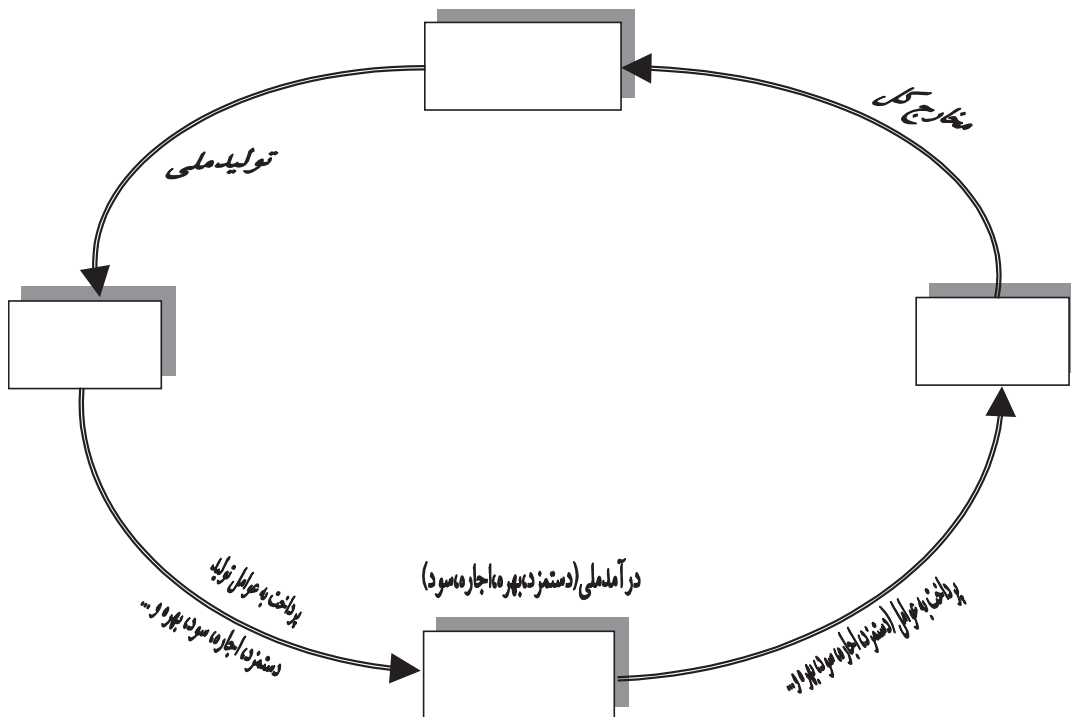 مخارج کل
تولید ملی
درآمد ملی (دستمزد، بهره، اجاره، سود)
پرداخت به عوامل تولید
دستمزد، اجاره، سود، بهره و ...
پرداخت به عوامل (دستمزد، اجاره، سود، بهره و...